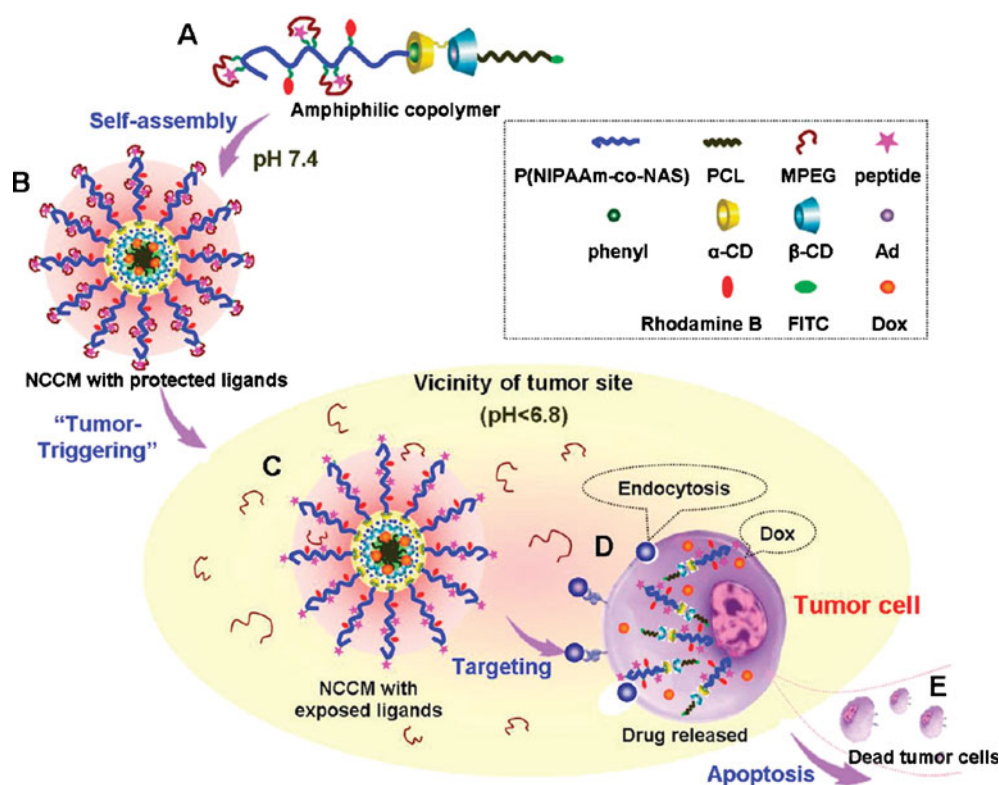 A
Amphiphilic copolymer
Self-assembly
pH 7.4
P(NIPAAm-co-NAS) PCL MPEG peptide
phenyl α-CD β-CD Ad
Rhodamine B FITC Dox
B
NCCM with protected ligands
“Tumor-
Triggering”
Vicinity of tumor site
(pH<6.8)
C
Endocytosis
D
Dox
Tumor cell
Targeting
NCCM with
exposed ligands
Drug released
E
Dead tumor cells
Apoptosis